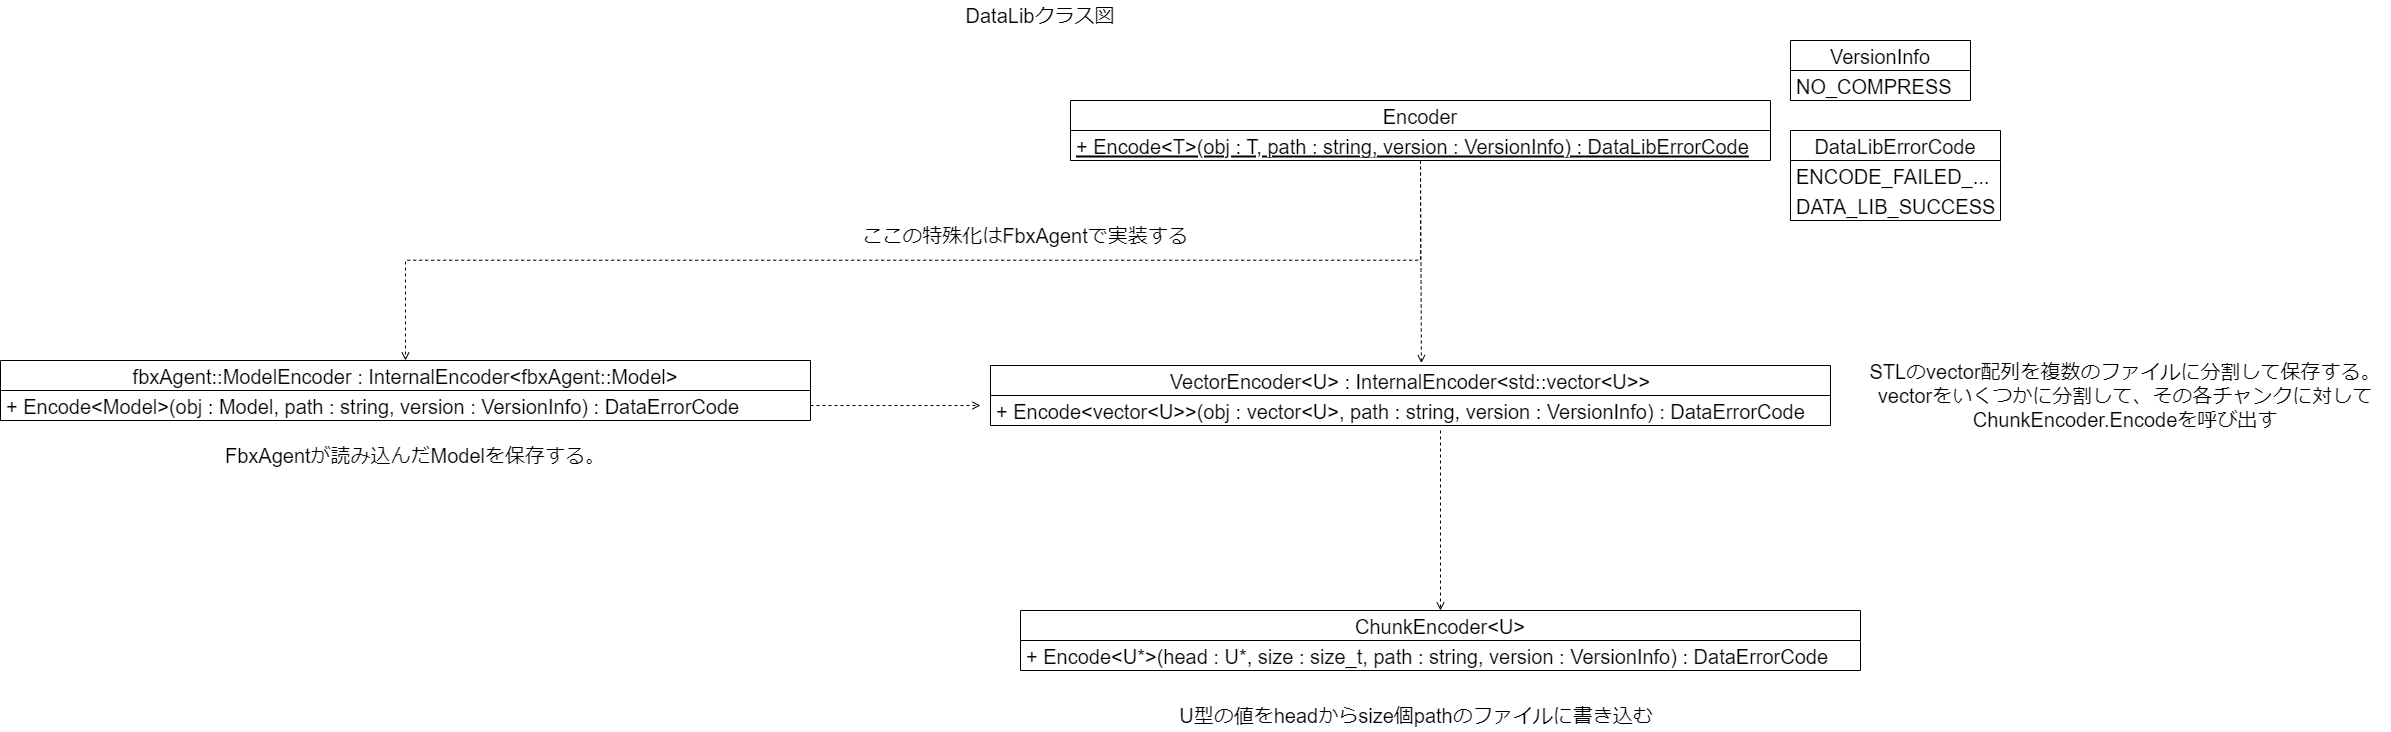 DataLibクラス図
VersionInfo
NO_COMPRESS
Encoder
+ Encode<T>(obj : T, path : string, version : VersionInfo) : DataLibErrorCode
DataLibErrorCode
ENCODE_FAILED_...
DATA_LIB_SUCCESS
ここの特殊化はFbxAgentで実装する
fbxAgent::ModelEncoder : InternalEncoder<fbxAgent::Model>
+ Encode<Model>(obj : Model, path : string, version : VersionInfo) : DataErrorCode
FbxAgentが読み込んだModelを保存する。
VectorEncoder<U> : InternalEncoder<std::vector<U>>
+ Encode<vector<U>>(obj : vector<U>, path : string, version : VersionInfo) : DataErrorCode
STLのvector配列を複数のファイルに分割して保存する。
vectorをいくつかに分割して、その各チャンクに対して
ChunkEncoder.Encodeを呼び出す
ChunkEncoder<U>
+ Encode<U*>(head : U*, size : size_t, path : string, version : VersionInfo) : DataErrorCode
U型の値をheadからsize個pathのファイルに書き込む